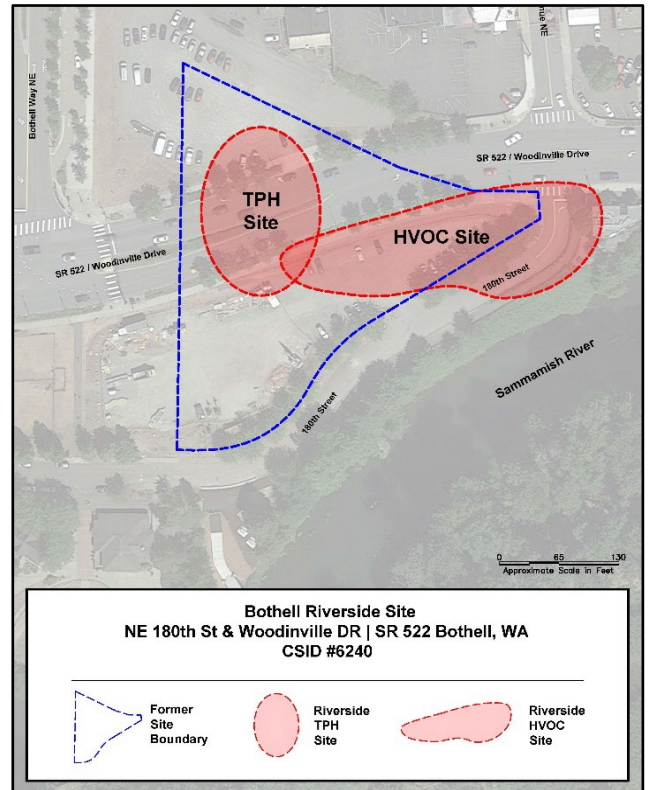 Bothell Way NE
nue NE
SR 522 / Woodinville Drive
TPH
Site
HVOC Site
SR 522 / Woodinville Drive
180th Street
Sammamish River
180th Street
0 65 130
Approximate Scale in Feet
Bothell Riverside Site
NE 180th St & Woodinville DR | SR 522 Bothell, WA
CSID #6240
Former
Site
Boundary
Riverside
TPH
Site
Riverside
HVOC
Site